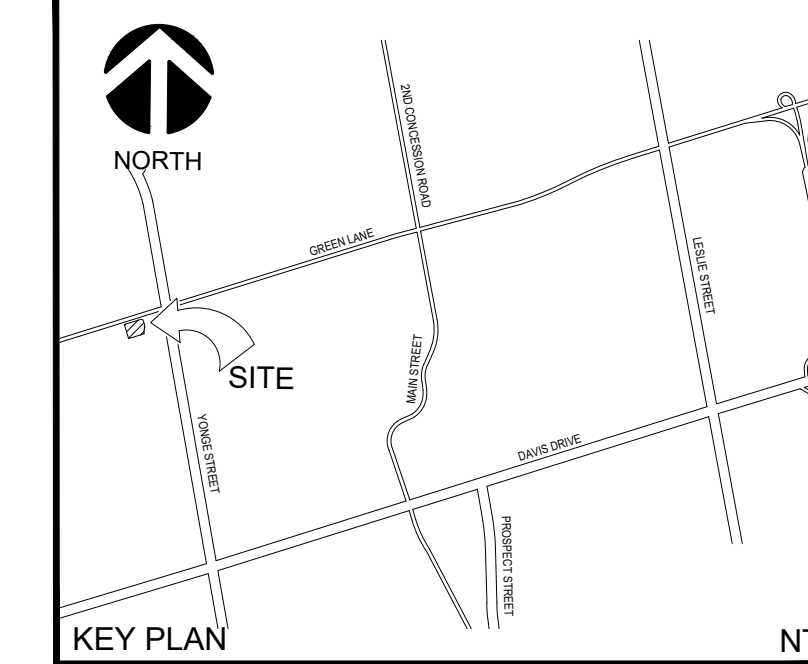 NORTH
2ND CONCESSION ROAD
GREEN LANE
LESLIE STREET
SITE
MAIN STREET
YONGE STREET
DAVIS DRIVE
PROSPECT STREET
KEY PLAN